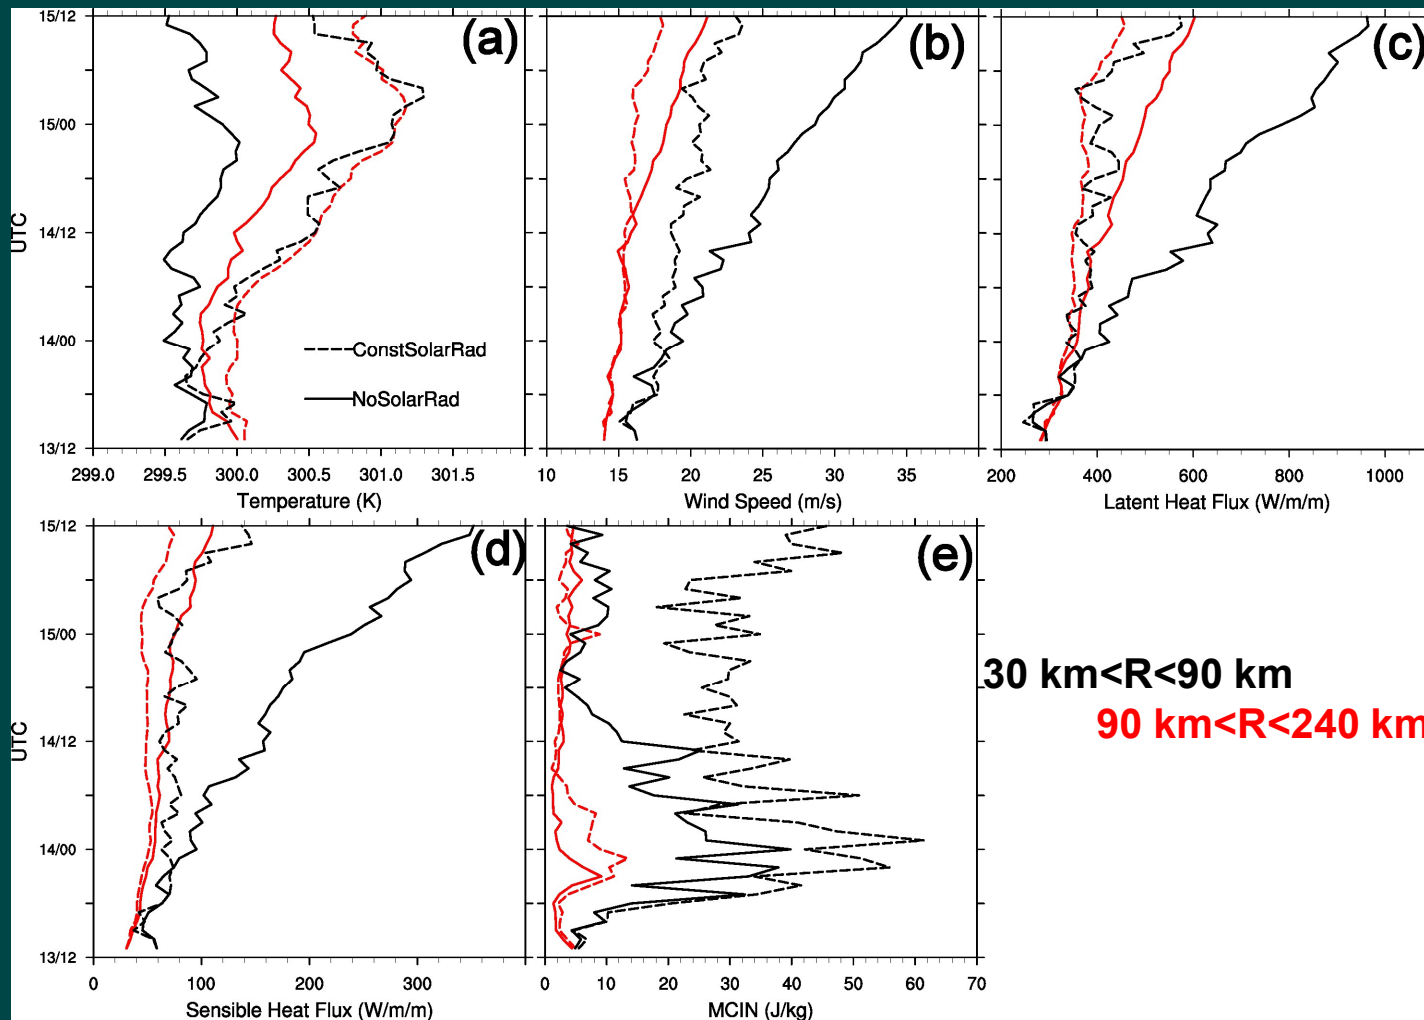 (a)
15/12
15/00
14/12
14/00
13/12
UTC
ConstSolarRad
NoSolarRad
299.0 299.5 300.0 300.5 301.0 301.5
Temperature (K)
(b)
10 15 20 25 30 35
Wind Speed (m/s)
(c)
200 400 600 800 1000
Latent Heat Flux (W/m/m)
(d)
15/12
15/00
14/12
14/00
13/12
UTC
0 100 200 300
Sensible Heat Flux (W/m/m)
(e)
0 10 20 30 40 50 60 70
MCIN (J/kg)
30 km<R<90 km
90 km<R<240 km